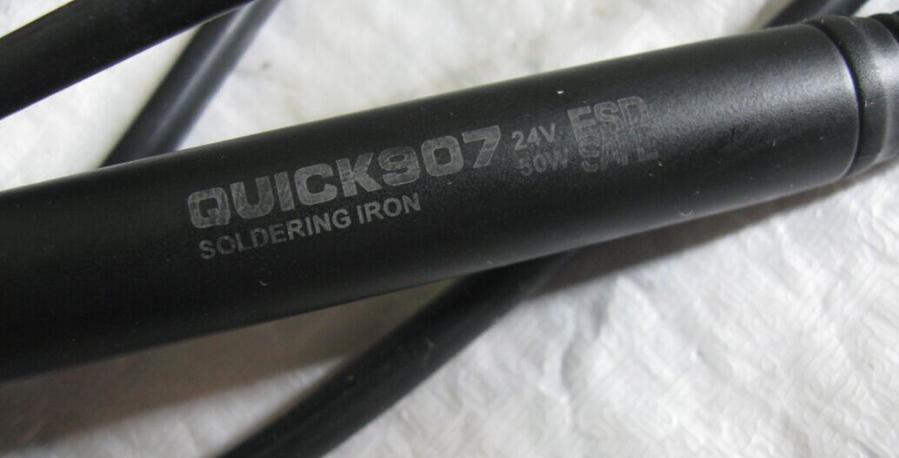 QUICK907 24V ESD
50W SAFE
SOLDERING IRON